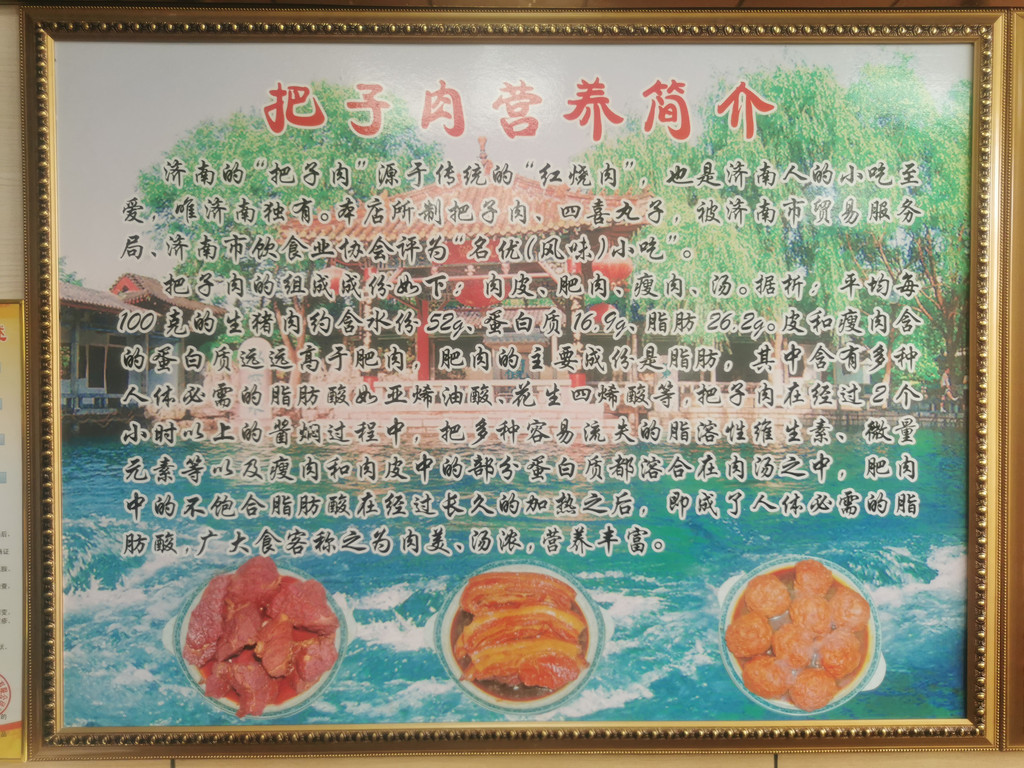 把子肉营养简介
济南的“把子肉”源于传统的“红烧肉”，也是济南人的小吃至
爱，唯济南独有。本店所制把子肉、四喜丸子，被济南市贸易服务
局、济南市饮食业协会评为“名优(风味)小吃”。
把子肉的组成成份如下：肉皮、肥肉、瘦肉、汤。据析：平均每
100克的生猪肉约含水份52g、蛋白质16.9g、脂肪26.2g。皮和瘦肉含
的蛋白质远远高于肥肉，肥肉的主要成份是脂肪，其中含有多种
人体必需的脂肪酸如亚烯油酸、花生四烯酸等，把子肉在经过2个
小时以上的酱焖过程中，把多种容易流失的脂溶性维生素、微量
元素等以及瘦肉和肉皮中的部分蛋白质都溶合在肉汤之中，肥肉
中的不饱合脂肪酸在经过长久的加热之后，即成了人体必需的脂
肪酸，广大食客称之为肉美、汤浓，营养丰富。